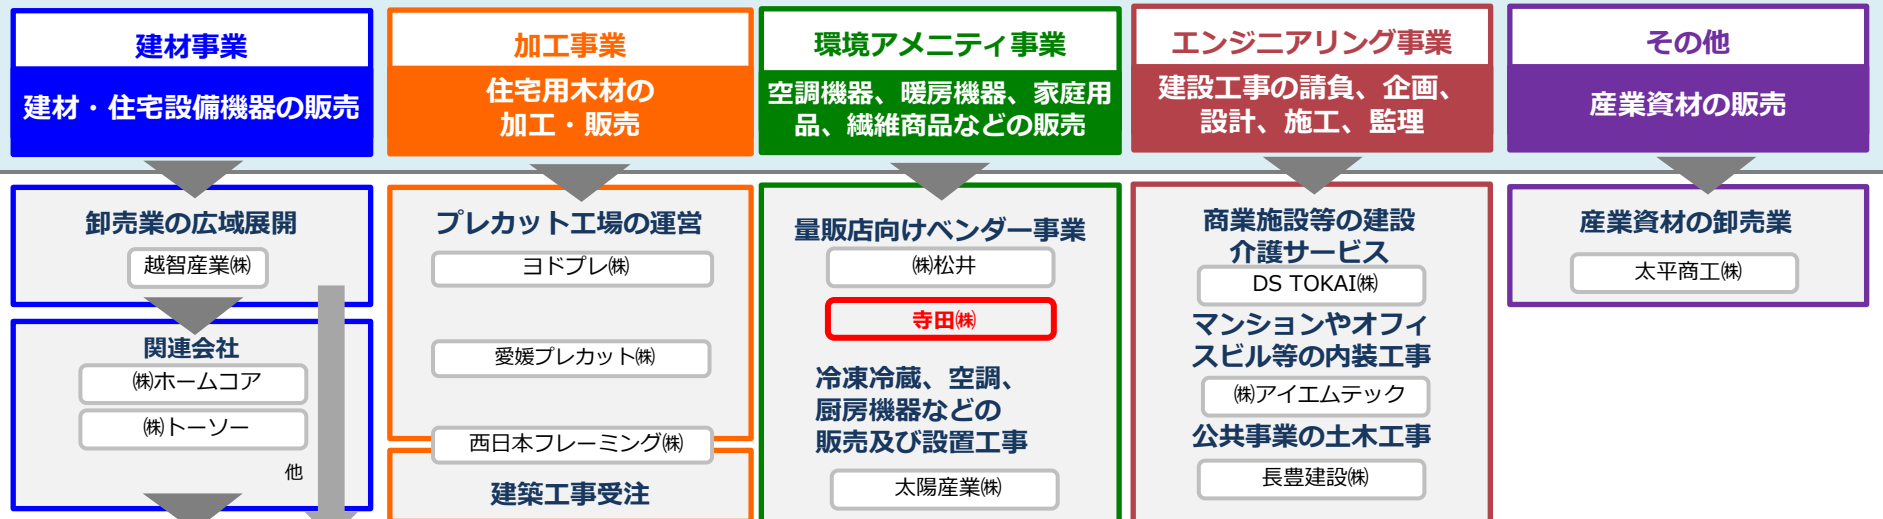 建材事業
建材・住宅設備機器の販売
卸売業の広域展開
越智産業㈱
関連会社
㈱ホームコア
㈱トーソー
他
加工事業
住宅用木材の
加工・販売
プレカット工場の運営
ヨドプレ㈱
愛媛プレカット㈱
西日本フレーミング㈱
建築工事受注
環境アメニティ事業
空調機器、暖房機器、家庭用
品、繊維商品などの販売
量販店向けベンダー事業
㈱松井
寺田㈱
冷凍冷蔵、空調、
厨房機器などの
販売及び設置工事
太陽産業㈱
エンジニアリング事業
建設工事の請負、企画、
設計、施工、監理
商業施設等の建設
介護サービス
DS TOKAI㈱
マンションやオフィ
スビル等の内装工事
㈱アイエムテック
公共事業の土木工事
長豊建設㈱
その他
産業資材の販売
産業資材の卸売業
太平商工㈱